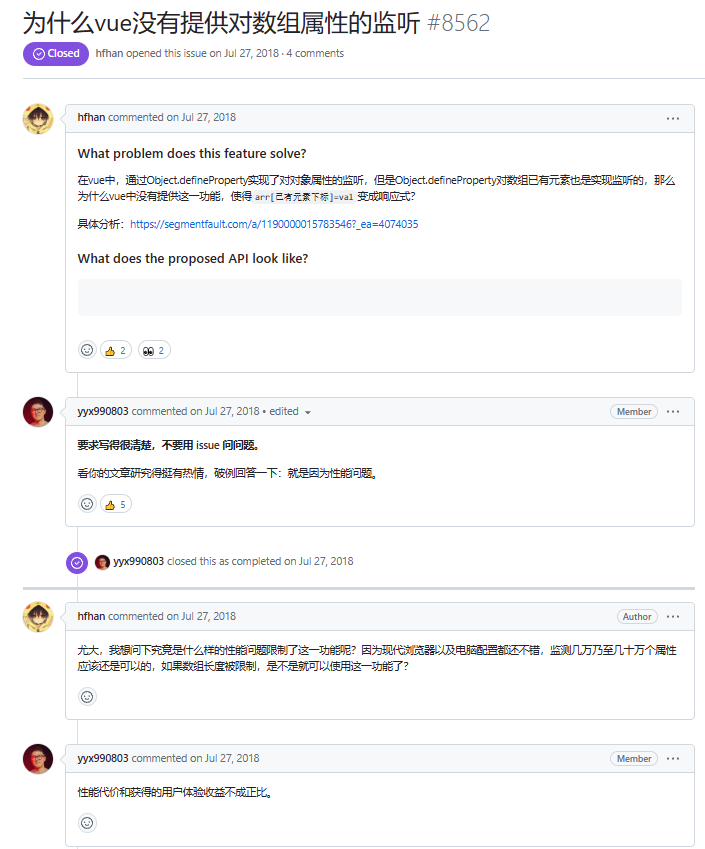 为什么vue没有提供对数组属性的监听 #8562
Closed hfhan opened this issue on Jul 27, 2018 · 4 comments
hfhan commented on Jul 27, 2018
What problem does this feature solve?
在vue中，通过Object.defineProperty实现了对对象属性的监听，但是Object.defineProperty对数组已有元素也是实现监听的，那么
为什么vue中没有提供这一功能，使得 arr[已有元素下标]=val 变成响应式?
具体分析：https://segmentfault.com/a/1190000015783546?_ea=4074035
What does the proposed API look like?
👍 2 👀 2
yyx990803 commented on Jul 27, 2018 • edited
Member
要求写得很清楚，不要用 issue 问问题。
看你的文章研究得挺有热情，破例回答一下：就是因为性能问题。
👍 5
yyx990803 closed this as completed on Jul 27, 2018
hfhan commented on Jul 27, 2018
Author
尤大，我想问下究竟是什么样的性能问题限制了这一功能呢？因为现代浏览器以及电脑配置都还不错，监测几万乃至几十万个属性
应该还是可以的，如果数组长度被限制，是不是就可以使用这一功能了？
yyx990803 commented on Jul 27, 2018
Member
性能代价和获得的用户体验收益不成正比。